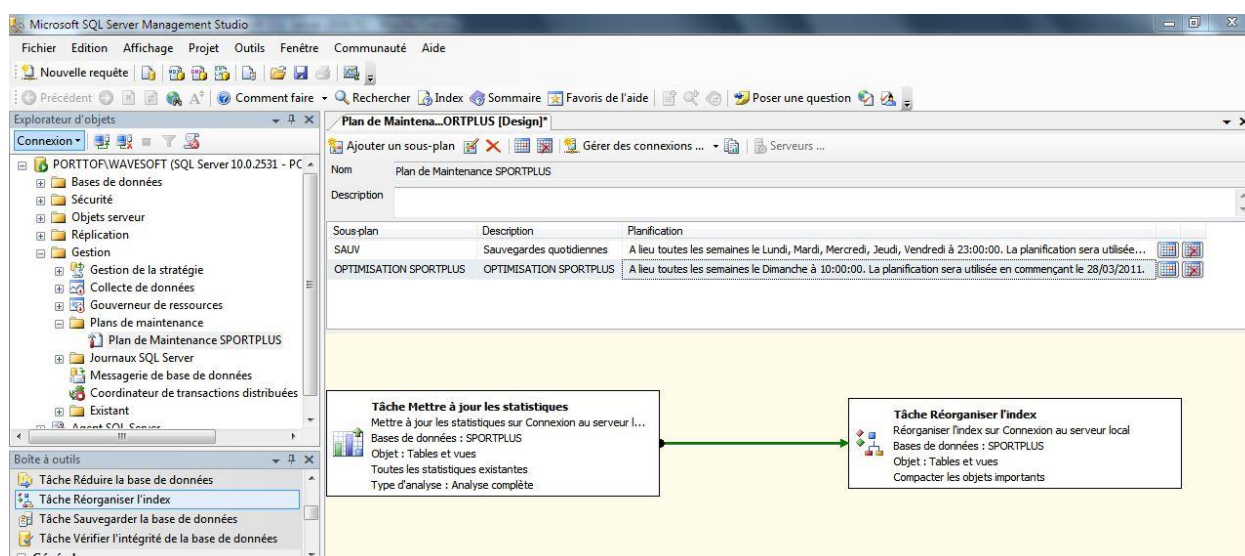 Microsoft SQL Server Management Studio
Fichier Edition Affichage Projet Outils Fenêtre Communauté Aide
Nouvelle requête
Précédent Comment faire Rechercher Index Sommaire Favoris de l'aide Poser une question
Explorateur d'objets
Connexion
PORTTOF\WAVESOFT (SQL Server 10.0.2531 - PC
Bases de données
Sécurité
Objets serveur
Réplication
Gestion
Gestion de la stratégie
Collecte de données
Gouverneur de ressources
Plans de maintenance
Plan de Maintenance SPORTPLUS
Journaux SQL Server
Messagerie de base de données
Coordinateur de transactions distribuées
Existant
Agent SQL Server
Boîte à outils
Tâche Réduire la base de données
Tâche Réorganiser l'index
Tâche Sauvegarder la base de données
Tâche Vérifier l'intégrité de la base de données
Plan de Maintena...ORTPLUS [Design]*
Ajouter un sous-plan Gérer des connexions ... Serveurs ...
Nom Plan de Maintenance SPORTPLUS
Description
Sous-plan Description Planification
SAUV Sauvegardes quotidiennes A lieu toutes les semaines le Lundi, Mardi, Mercredi, Jeudi, Vendredi à 23:00:00. La planification sera utilisée...
OPTIMISATION SPORTPLUS OPTIMISATION SPORTPLUS A lieu toutes les semaines le Dimanche à 10:00:00. La planification sera utilisée en commençant le 28/03/2011.
Tâche Mettre à jour les statistiques
Mettre à jour les statistiques sur Connexion au serveur l...
Bases de données : SPORTPLUS
Objet : Tables et vues
Toutes les statistiques existantes
Type d'analyse : Analyse complète
Tâche Réorganiser l'index
Réorganiser l'index sur Connexion au serveur local
Bases de données : SPORTPLUS
Objet : Tables et vues
Compacter les objets importants